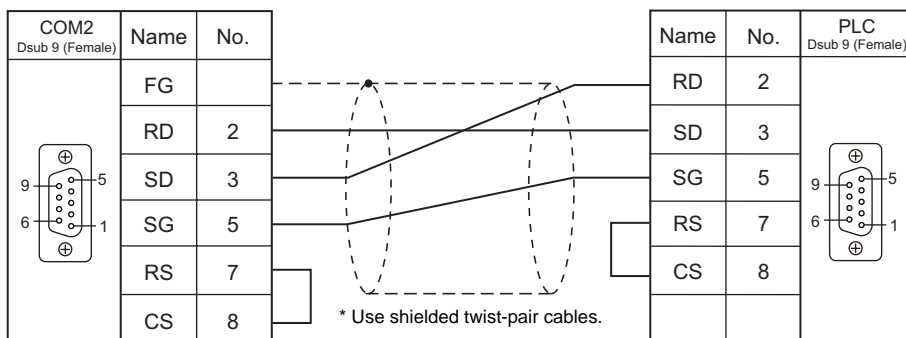 COM2
Dsub 9 (Female)
Name No.
FG
RD 2
SD 3
SG 5
RS 7
CS 8
9
5
6
1
* Use shielded twist-pair cables.
Name No.
PLC
Dsub 9 (Female)
RD 2
SD 3
SG 5
RS 7
CS 8
9
5
6
1